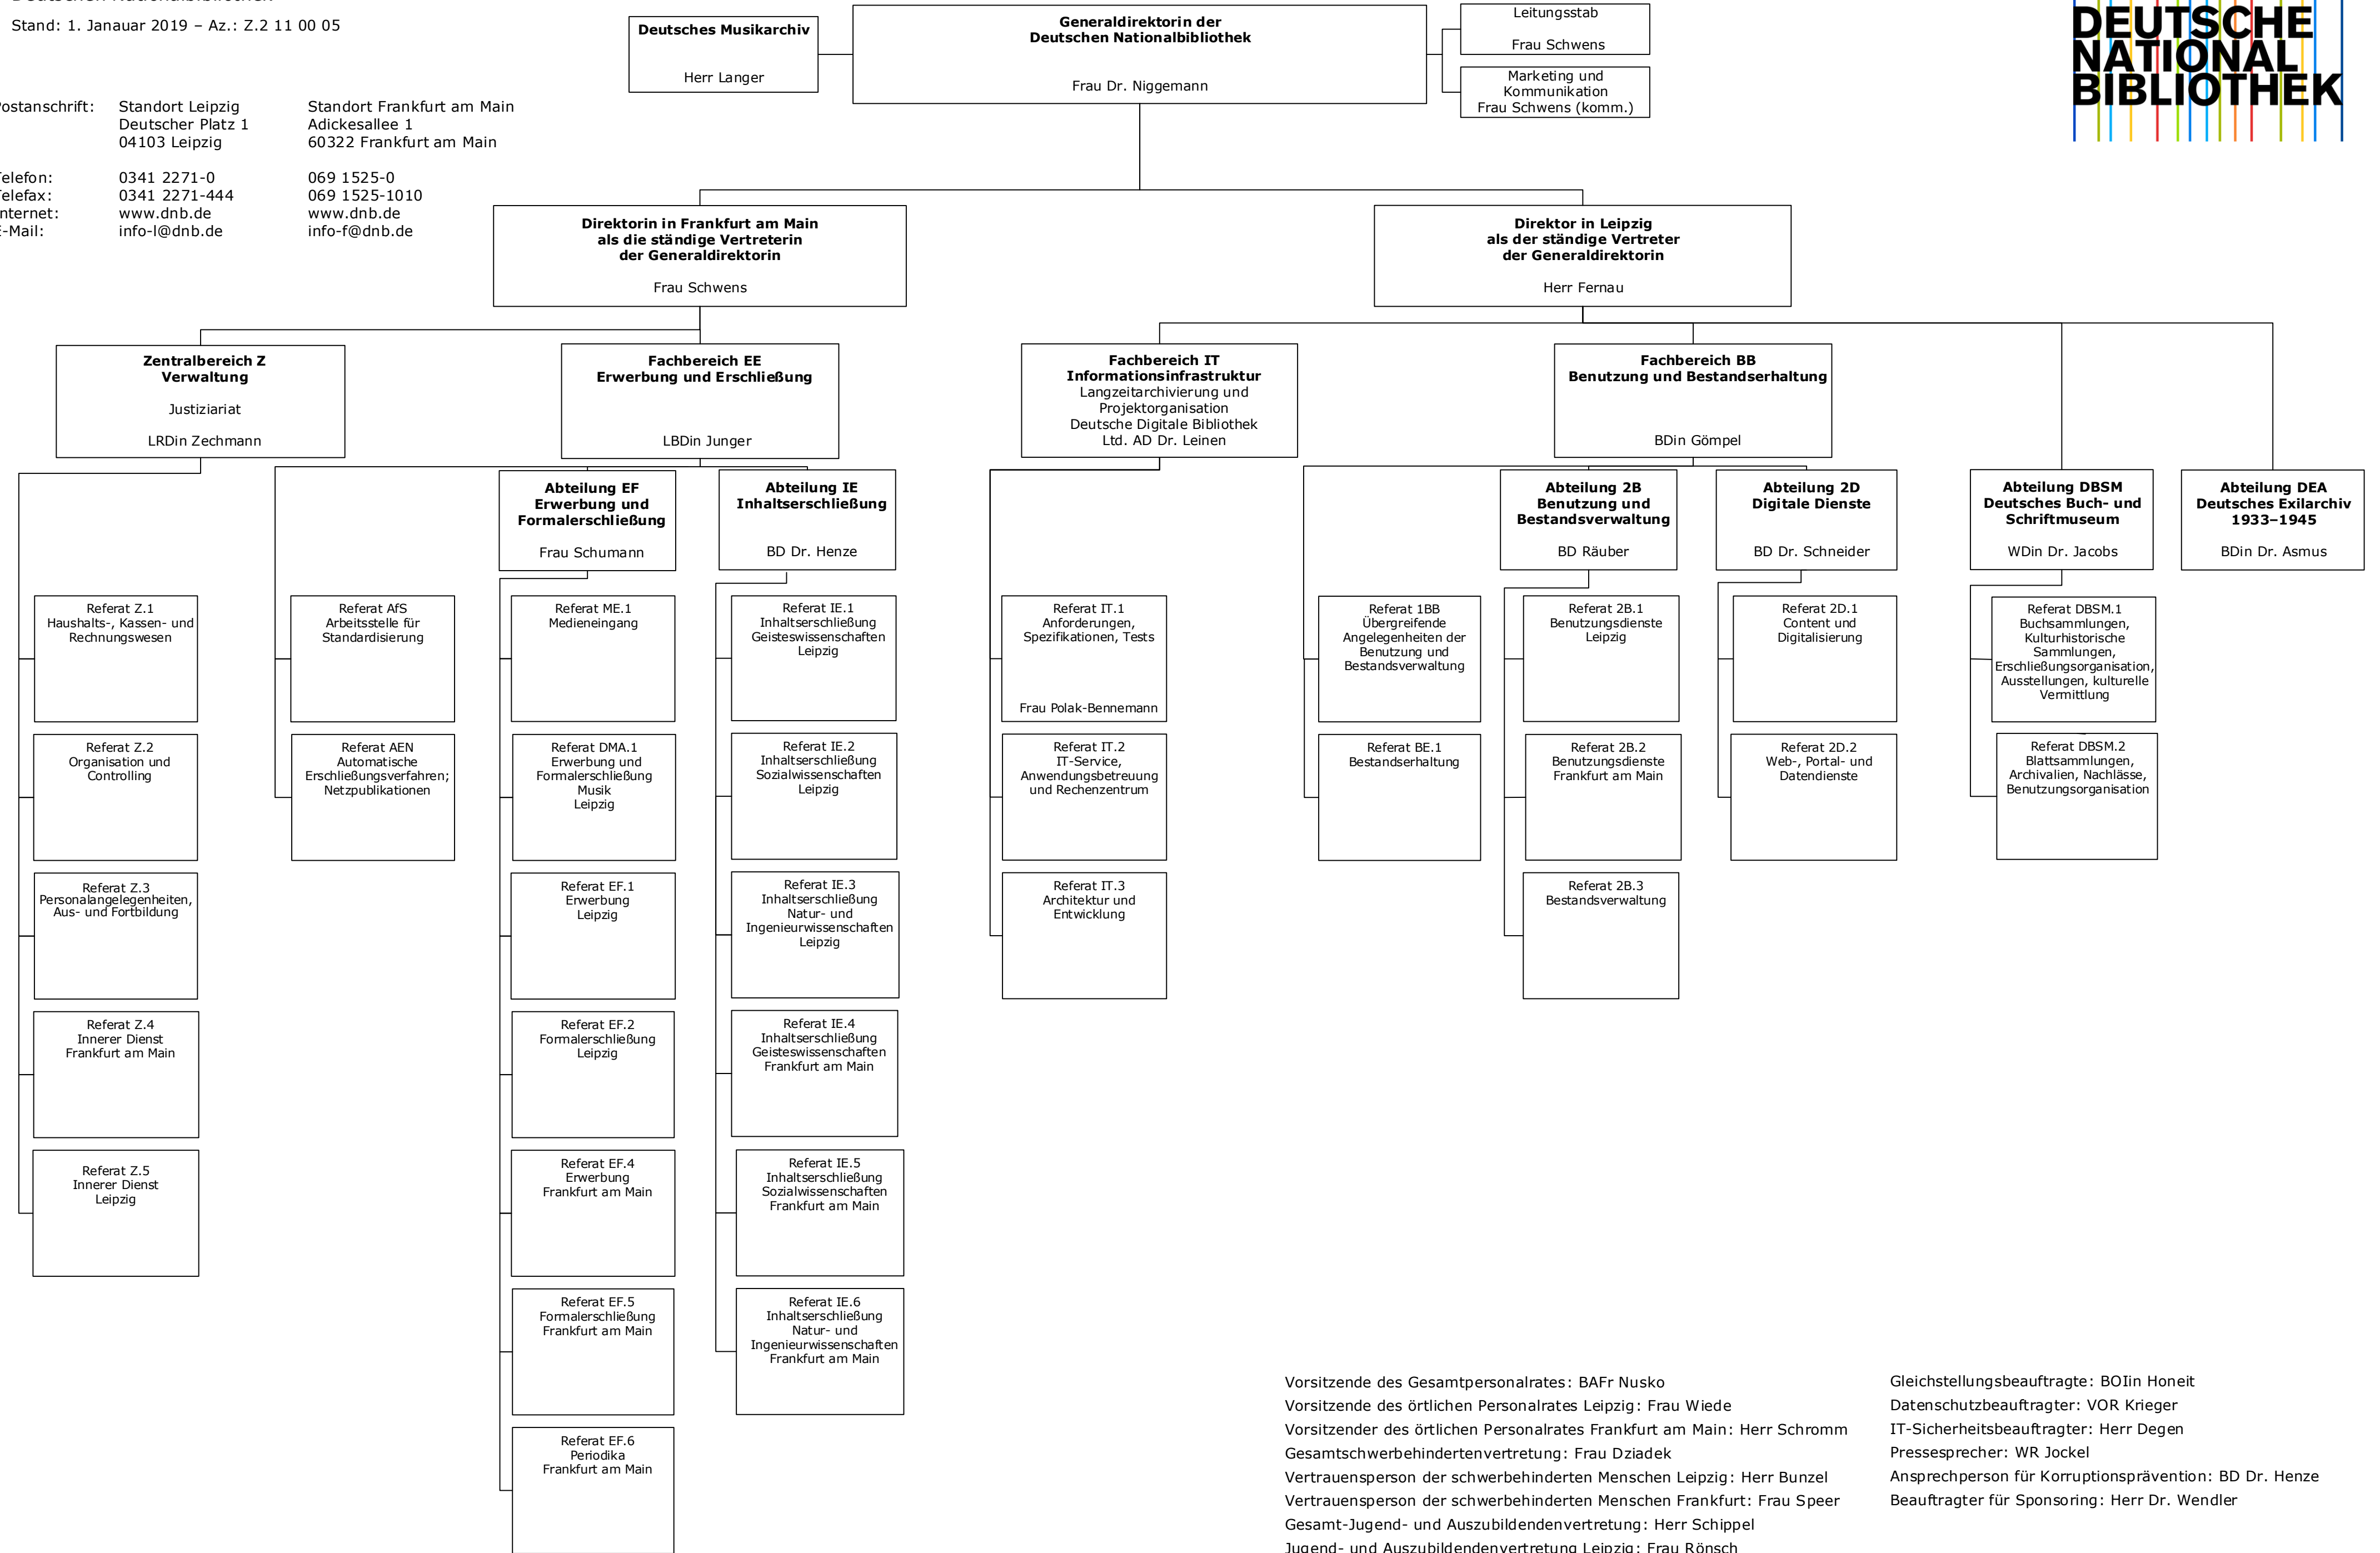 Stand: 1. Janauar 2019 – Az.: Z.2 11 00 05
Postanschrift: Standort Leipzig Standort Frankfurt am Main
Deutscher Platz 1 Adickesallee 1
04103 Leipzig 60322 Frankfurt am Main
Telefon: 0341 2271-0 069 1525-0
Telefax: 0341 2271-444 069 1525-1010
Internet: www.dnb.de www.dnb.de
E-Mail: info-l@dnb.de info-f@dnb.de
Deutsches Musikarchiv
Herr Langer
Generaldirektorin der
Deutschen Nationalbibliothek
Frau Dr. Niggemann
Leitungsstab
Frau Schwens
Marketing und
Kommunikation
Frau Schwens (komm.)
DEUTSCHE
NATIONAL
BIBLIOTHEK
Direktorin in Frankfurt am Main
als die ständige Vertreterin
der Generaldirektorin
Frau Schwens
Direktor in Leipzig
als der ständige Vertreter
der Generaldirektorin
Herr Fernau
Zentralbereich Z
Verwaltung
Justiziariat
LRDin Zechmann
Fachbereich EE
Erwerbung und Erschließung
LBDin Junger
Fachbereich IT
Informationsinfrastruktur
Langzeitarchivierung und
Projektorganisation
Deutsche Digitale Bibliothek
Ltd. AD Dr. Leinen
Fachbereich BB
Benutzung und Bestandserhaltung
BDin Gömpel
Abteilung EF
Erwerbung und
Formalerschließung
Frau Schumann
Abteilung IE
Inhaltserschließung
BD Dr. Henze
Abteilung 2B
Benutzung und
Bestandsverwaltung
BD Räuber
Abteilung 2D
Digitale Dienste
BD Dr. Schneider
Abteilung DBSM
Deutsches Buch- und
Schriftmuseum
WDin Dr. Jacobs
Abteilung DEA
Deutsches Exilarchiv
1933–1945
BDin Dr. Asmus
Referat Z.1
Haushalts-, Kassen- und
Rechnungswesen
Referat Z.2
Organisation und
Controlling
Referat Z.3
Personalangelegenheiten,
Aus- und Fortbildung
Referat Z.4
Innerer Dienst
Frankfurt am Main
Referat Z.5
Innerer Dienst
Leipzig
Referat AfS
Arbeitsstelle für
Standardisierung
Referat AEN
Automatische
Erschließungsverfahren;
Netzpublikationen
Referat ME.1
Medieneingang
Referat DMA.1
Erwerbung und
Formalerschließung
Musik
Leipzig
Referat EF.1
Erwerbung
Leipzig
Referat EF.2
Formalerschließung
Leipzig
Referat EF.4
Erwerbung
Frankfurt am Main
Referat EF.5
Formalerschließung
Frankfurt am Main
Referat EF.6
Periodika
Frankfurt am Main
Referat IE.1
Inhaltserschließung
Geisteswissenschaften
Leipzig
Referat IE.2
Inhaltserschließung
Sozialwissenschaften
Leipzig
Referat IE.3
Inhaltserschließung
Natur- und
Ingenieurwissenschaften
Leipzig
Referat IE.4
Inhaltserschließung
Geisteswissenschaften
Frankfurt am Main
Referat IE.5
Inhaltserschließung
Sozialwissenschaften
Frankfurt am Main
Referat IE.6
Inhaltserschließung
Natur- und
Ingenieurwissenschaften
Frankfurt am Main
Referat IT.1
Anforderungen,
Spezifikationen, Tests
Frau Polak-Bennemann
Referat IT.2
IT-Service,
Anwendungsbetreuung
und Rechenzentrum
Referat IT.3
Architektur und
Entwicklung
Referat 1BB
Übergreifende
Angelegenheiten der
Benutzung und
Bestandsverwaltung
Referat BE.1
Bestandserhaltung
Referat 2B.1
Benutzungsdienste
Leipzig
Referat 2B.2
Benutzungsdienste
Frankfurt am Main
Referat 2B.3
Bestandsverwaltung
Referat 2D.1
Content und
Digitalisierung
Referat 2D.2
Web-, Portal- und
Datendienste
Referat DBSM.1
Buchsammlungen,
Kulturhistorische
Sammlungen,
Erschließungsorganisation,
Ausstellungen, kulturelle
Vermittlung
Referat DBSM.2
Blattsammlungen,
Archivalien, Nachlässe,
Benutzungsorganisation
Vorsitzende des Gesamtpersonalrates: BAFr Nusko
Vorsitzende des örtlichen Personalrates Leipzig: Frau Wiede
Vorsitzender des örtlichen Personalrates Frankfurt am Main: Herr Schromm
Gesamtschwerbehindertenvertretung: Frau Dziadek
Vertrauensperson der schwerbehinderten Menschen Leipzig: Herr Bunzel
Vertrauensperson der schwerbehinderten Menschen Frankfurt: Frau Speer
Gesamt-Jugend- und Auszubildendenvertretung: Herr Schippel
Jugend- und Auszubildendenvertretung Leipzig: Frau Rönsch
Gleichstellungsbeauftragte: BOIin Honeit
Datenschutzbeauftragter: VOR Krieger
IT-Sicherheitsbeauftragter: Herr Degen
Pressesprecher: WR Jockel
Ansprechperson für Korruptionsprävention: BD Dr. Henze
Beauftragter für Sponsoring: Herr Dr. Wendler